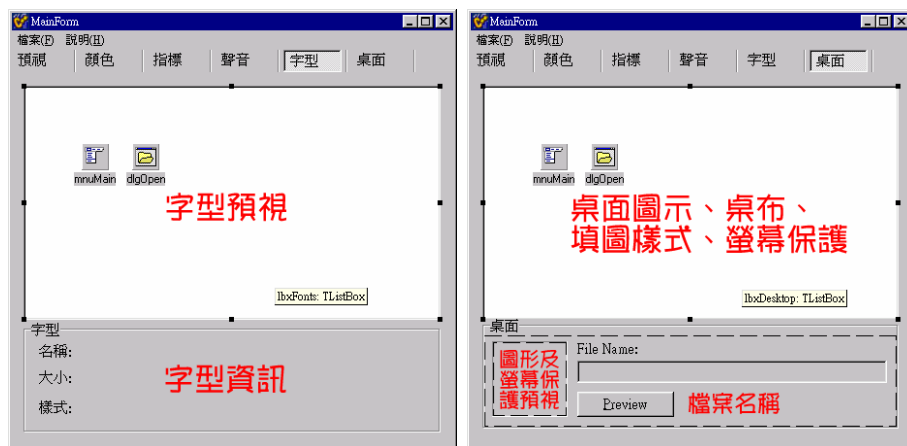 MainForm
檔案(F) 說明(H)
預視 顏色 指標 聲音 字型 桌面
mnuMain dlgOpen
字型預視
lbxFonts: TListBox
字型
名稱:
大小:
樣式:
字型資訊
MainForm
檔案(F) 說明(H)
預視 顏色 指標 聲音 字型 桌面
mnuMain dlgOpen
桌面圖示、桌布、
填圖樣式、螢幕保護
lbxDesktop: TListBox
桌面
圖形及
螢幕保
護預視
File Name:
Preview
檔案名稱